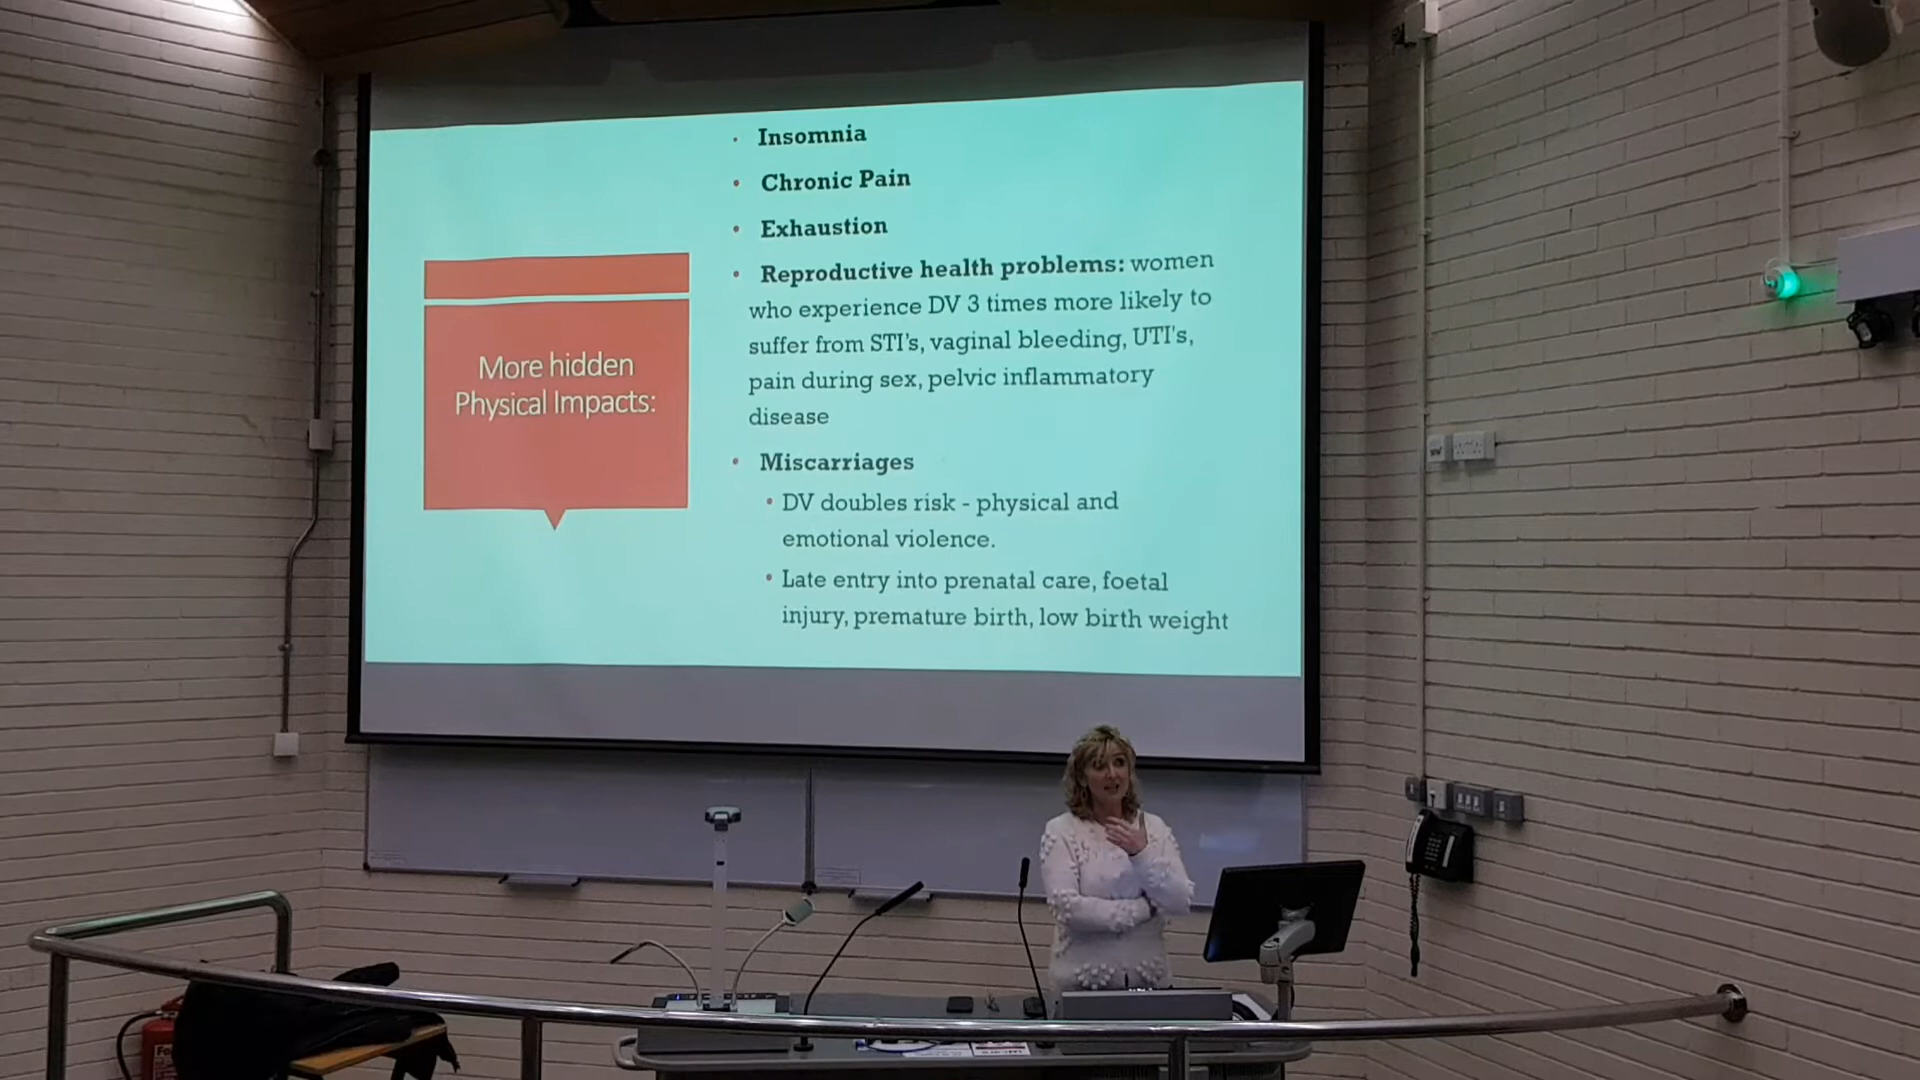 More hidden
Physical Impacts:
• Insomnia
• Chronic Pain
• Exhaustion
• Reproductive health problems: women
who experience DV 3 times more likely to
suffer from STI's, vaginal bleeding, UTI's,
pain during sex, pelvic inflammatory
disease
• Miscarriages
• DV doubles risk - physical and
emotional violence.
• Late entry into prenatal care, foetal
injury, premature birth, low birth weight